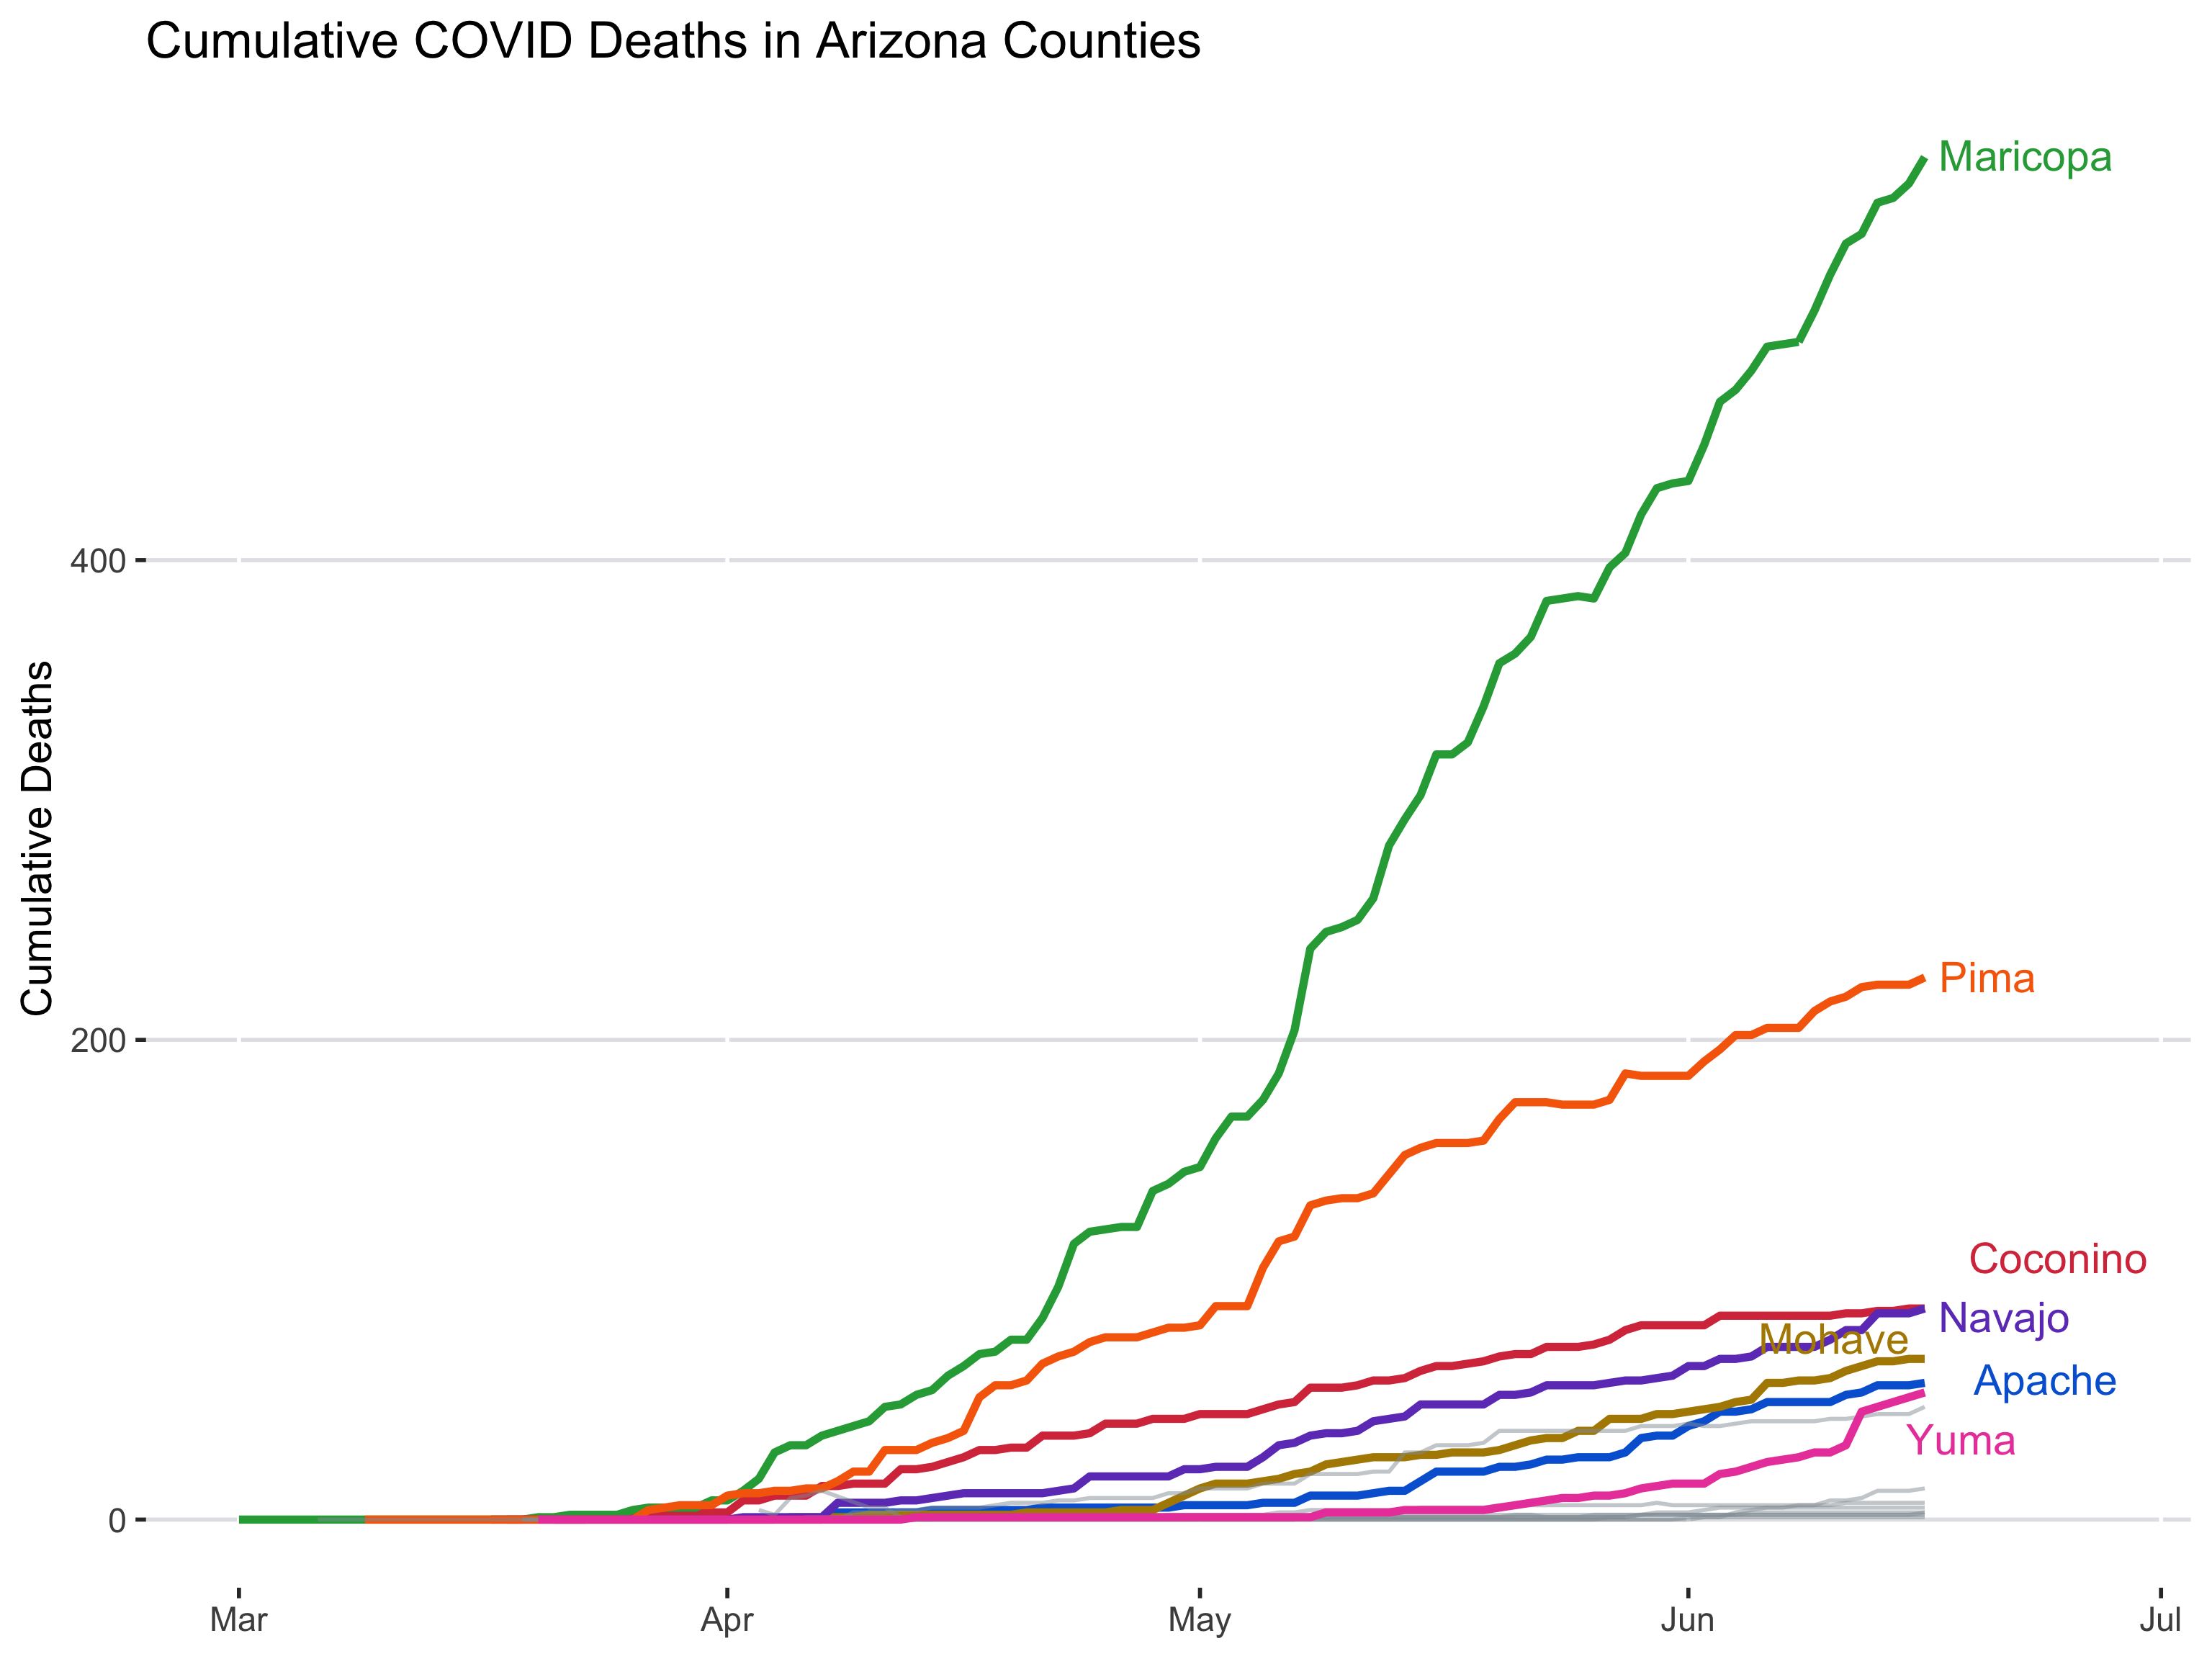 Cumulative COVID Deaths in Arizona Counties
Maricopa
400
Cumulative Deaths
Pima
200
Coconino
Navajo
Mohave
Apache
Yuma
0
Mar
Apr
May
Jun
Jul